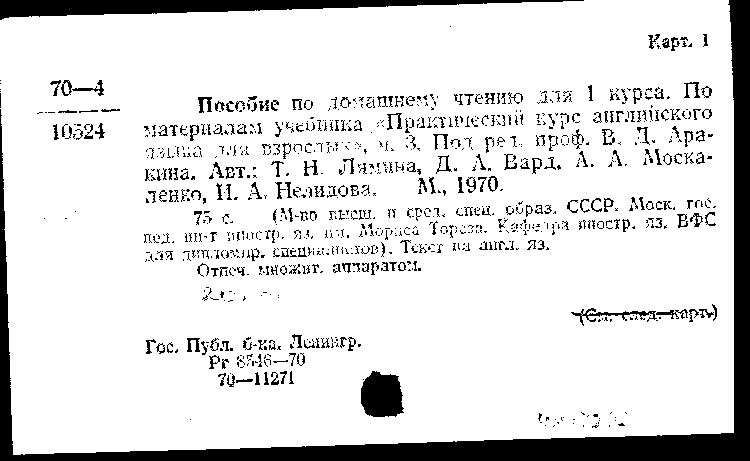 Карт. 1
70—4
10524
Пособие по домашнему чтению для 1 курса. По
материалам учебника «Практический курс английского
языка для взрослых», ч. 3. Под ред. проф. В. Д. Ара-
кина. Авт.: Т. Н. Лямина, Д. А. Вард, А. А. Моска-
ленко, И. А. Нелидова. М., 1970.
75 с. (М-во высш. и сред. спец. образ. СССР. Моск. гос.
пед. ин-т иностр. яз. им. Мориса Тореза. Кафедра иностр. яз. ВФС
для дипломир. специалистов). Текст на англ. яз.
Отпеч. множит. аппаратом.
(См. след. карт.)
Гос. Публ. б-ка. Ленингр.
Рг 8546—70
70—11271